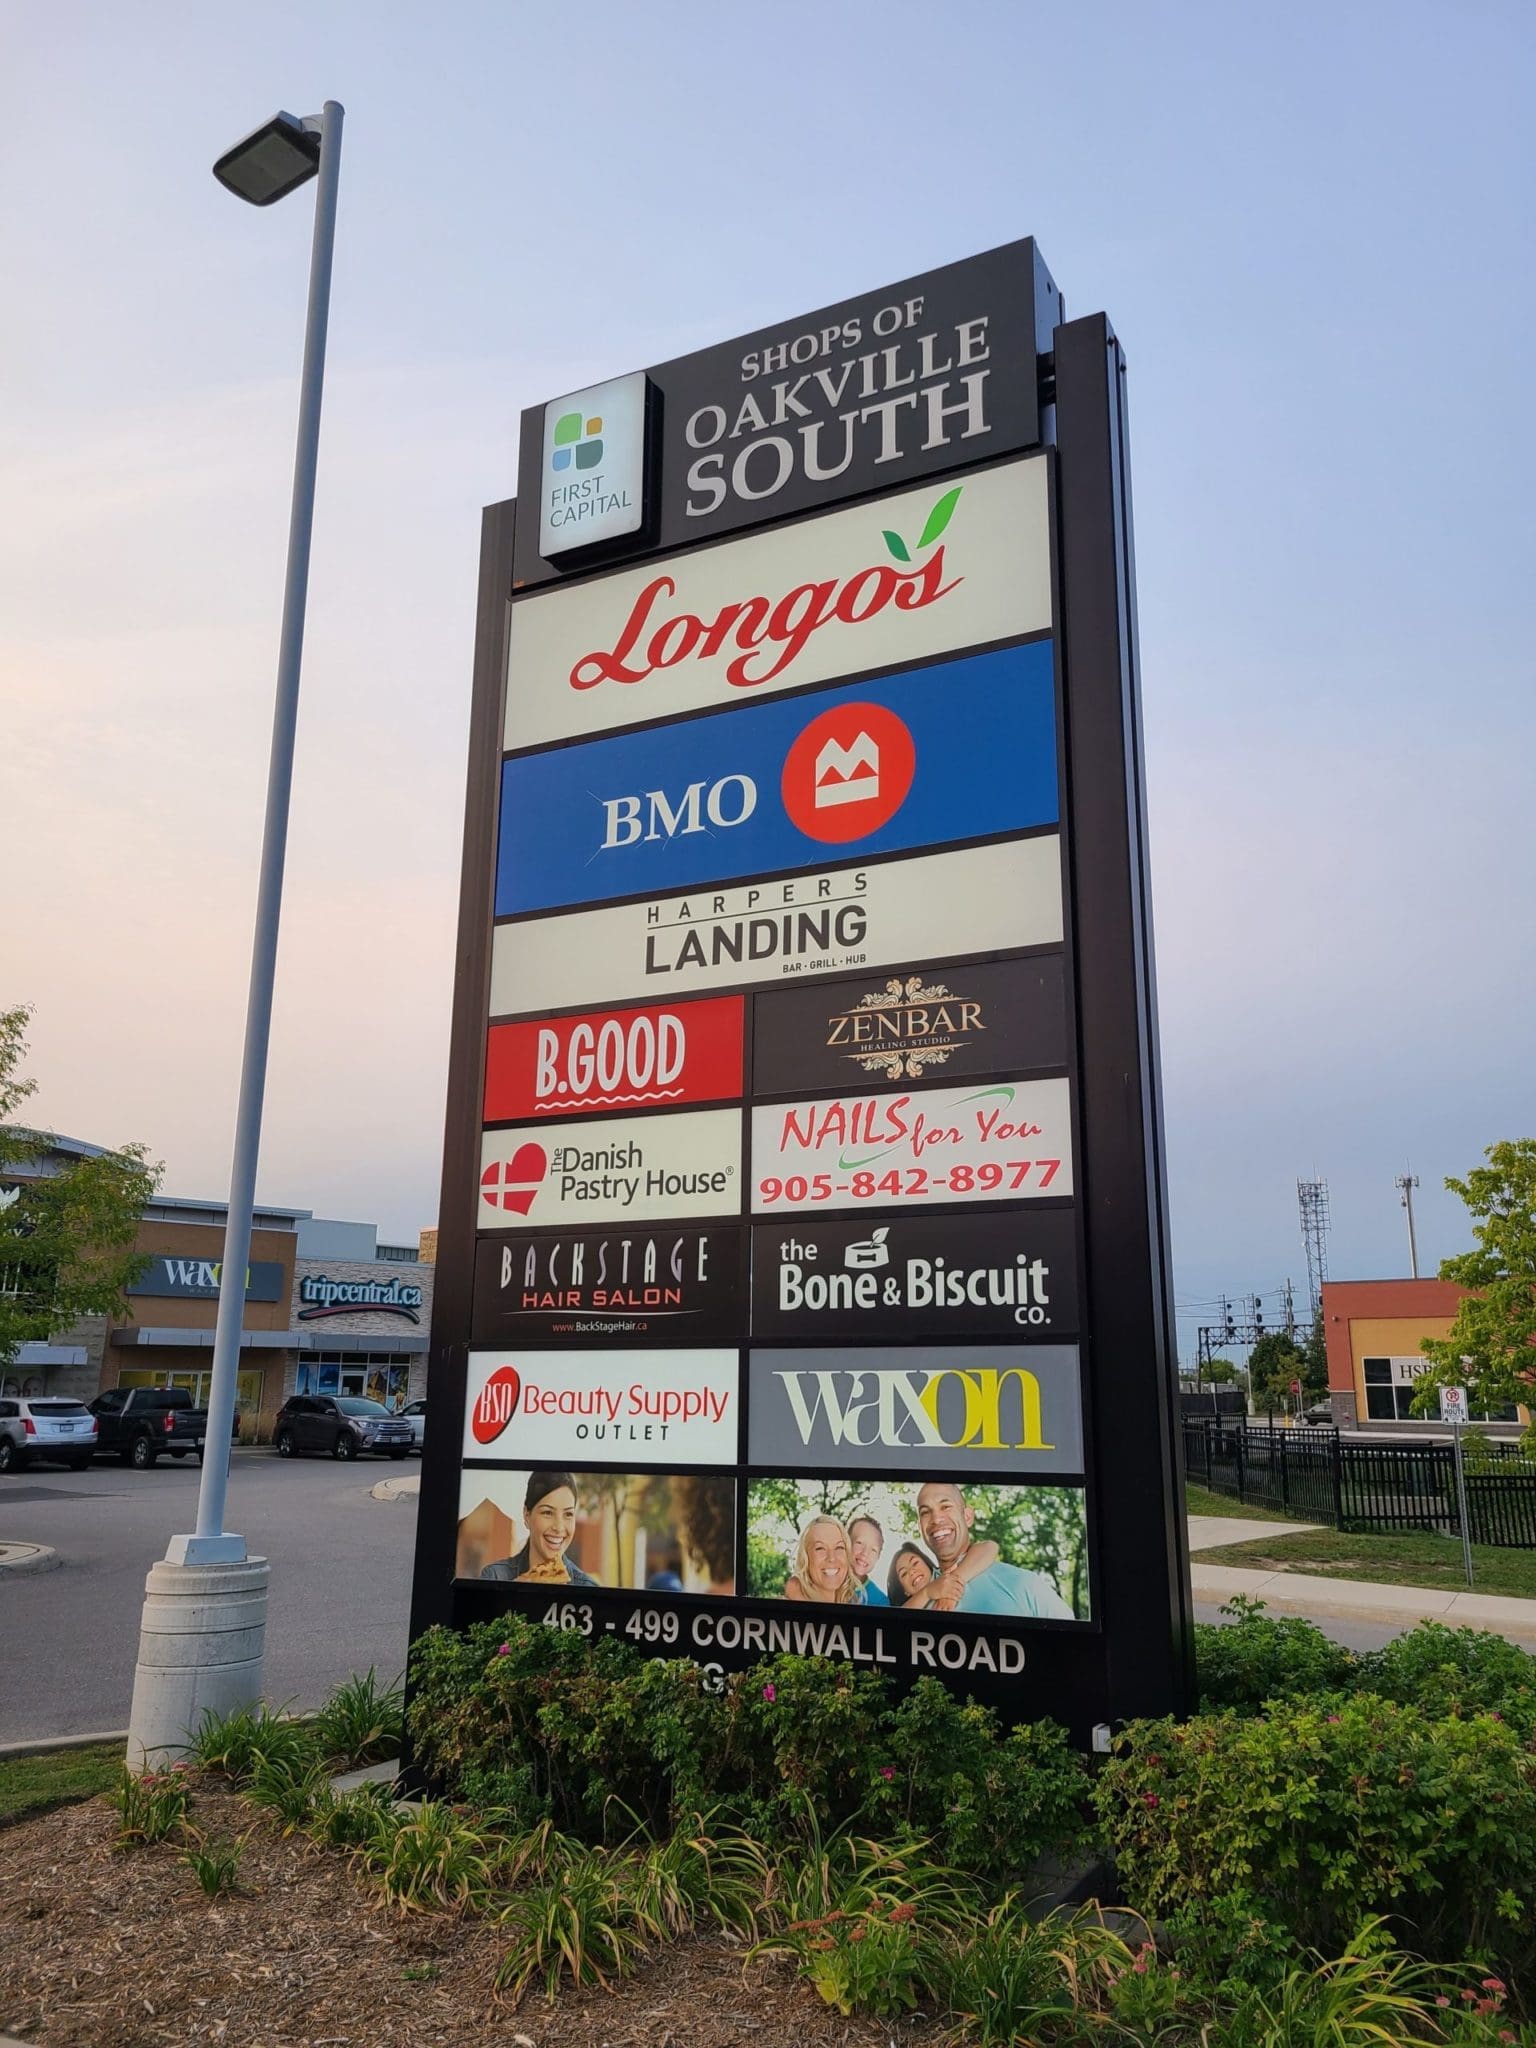 SHOPS OF
OAKVILLE
SOUTH
FIRST
CAPITAL
Longo's
BMO
HARPERS
LANDING
BAR • GRILL • HUB
B.GOOD
ZENBAR
HEALING STUDIO
The Danish
Pastry House®
NAILS for You
905-842-8977
BACKSTAGE
HAIR SALON
www.BackStageHair.ca
the
Bone & Biscuit
CO.
BSO Beauty Supply
OUTLET
waxon
463 - 499 CORNWALL ROAD
waxon
tripcentral.ca
FIRE
ROUTE